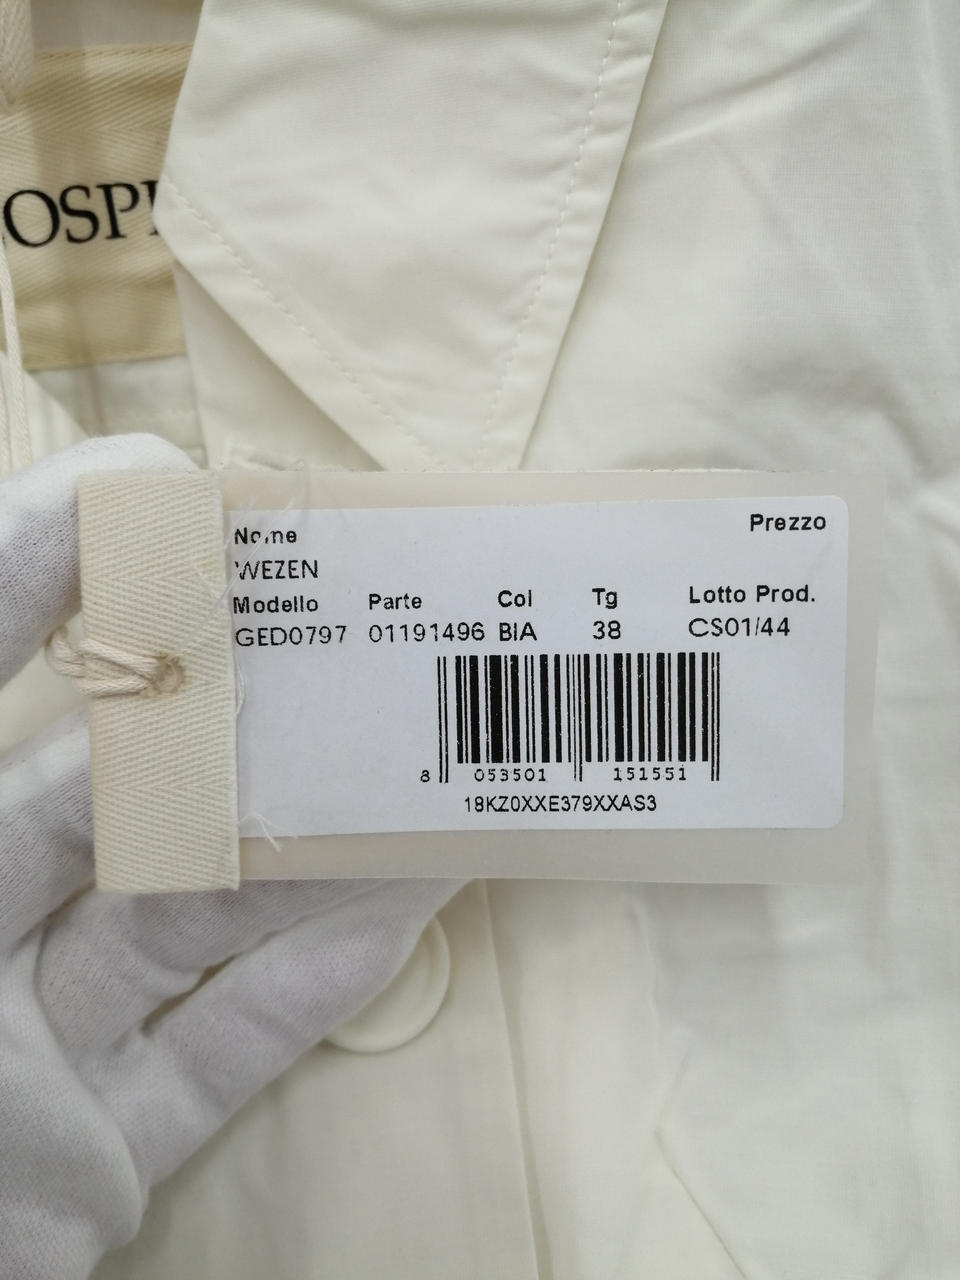 OSPI
Nome
Prezzo
WEZEN
Modello Parte Col Tg Lotto Prod.
GED0797 01191496 BIA 38 CS01/44
8 053501 151551
18KZ0XXE379XXAS3